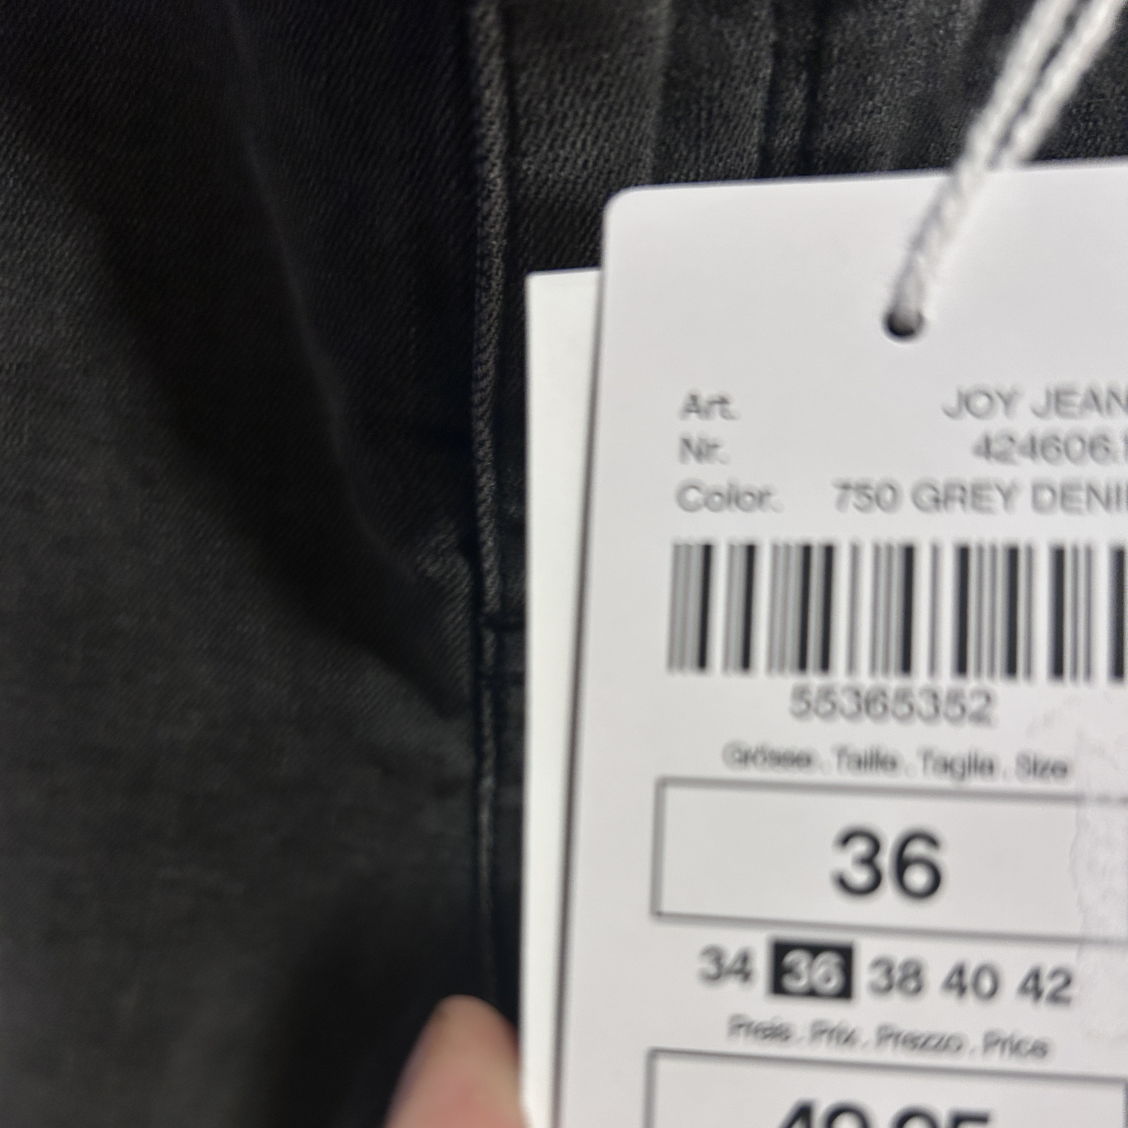 Art. JOY JEAN
Nr. 424606.
Color. 750 GREY DENI
55365352
Grösse . Taille . Taglia . Size
36
34 36 38 40 42
Preis . Prix . Prezzo . Price